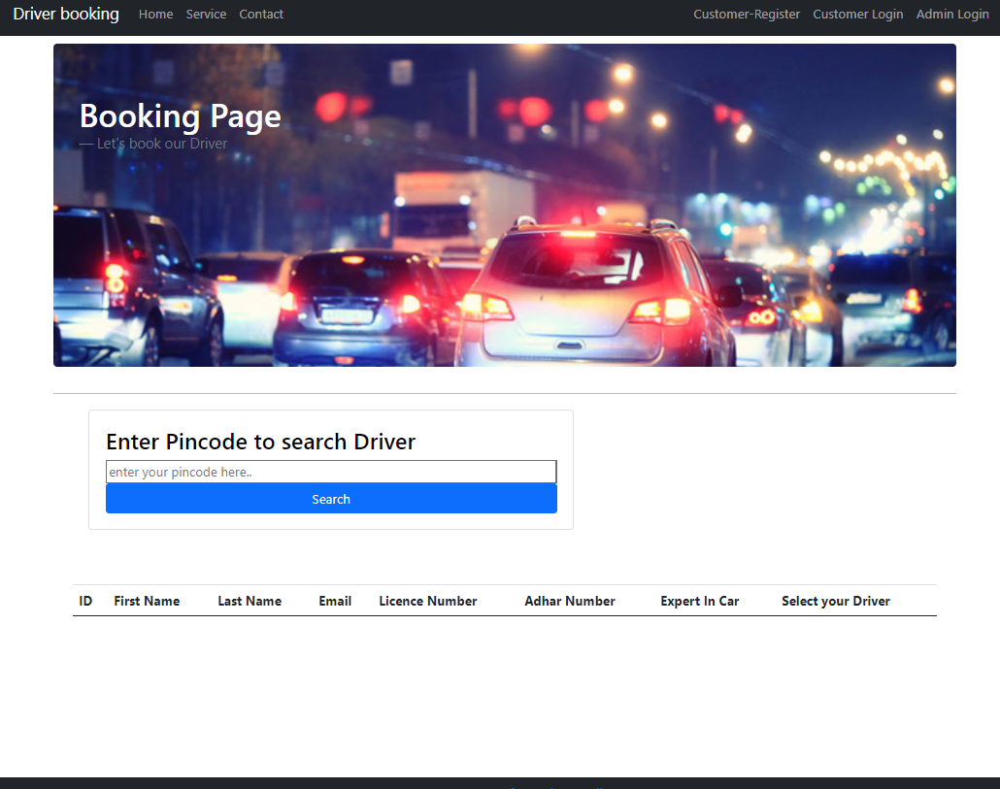 Driver booking Home Service Contact Customer-Register Customer Login Admin Login
Booking Page
— Let's book our Driver
Enter Pincode to search Driver
enter your pincode here..
Search
ID First Name Last Name Email Licence Number Adhar Number Expert In Car Select your Driver